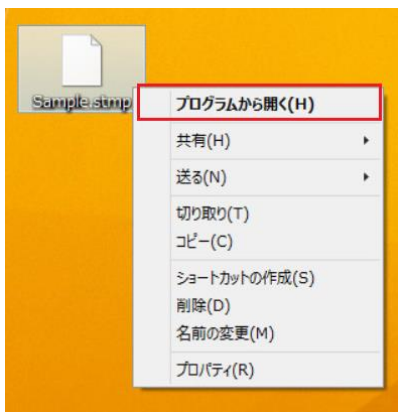 Sample.stmp
プログラムから開く(H)
共有(H)
送る(N)
切り取り(T)
コピー(C)
ショートカットの作成(S)
削除(D)
名前の変更(M)
プロパティ(R)